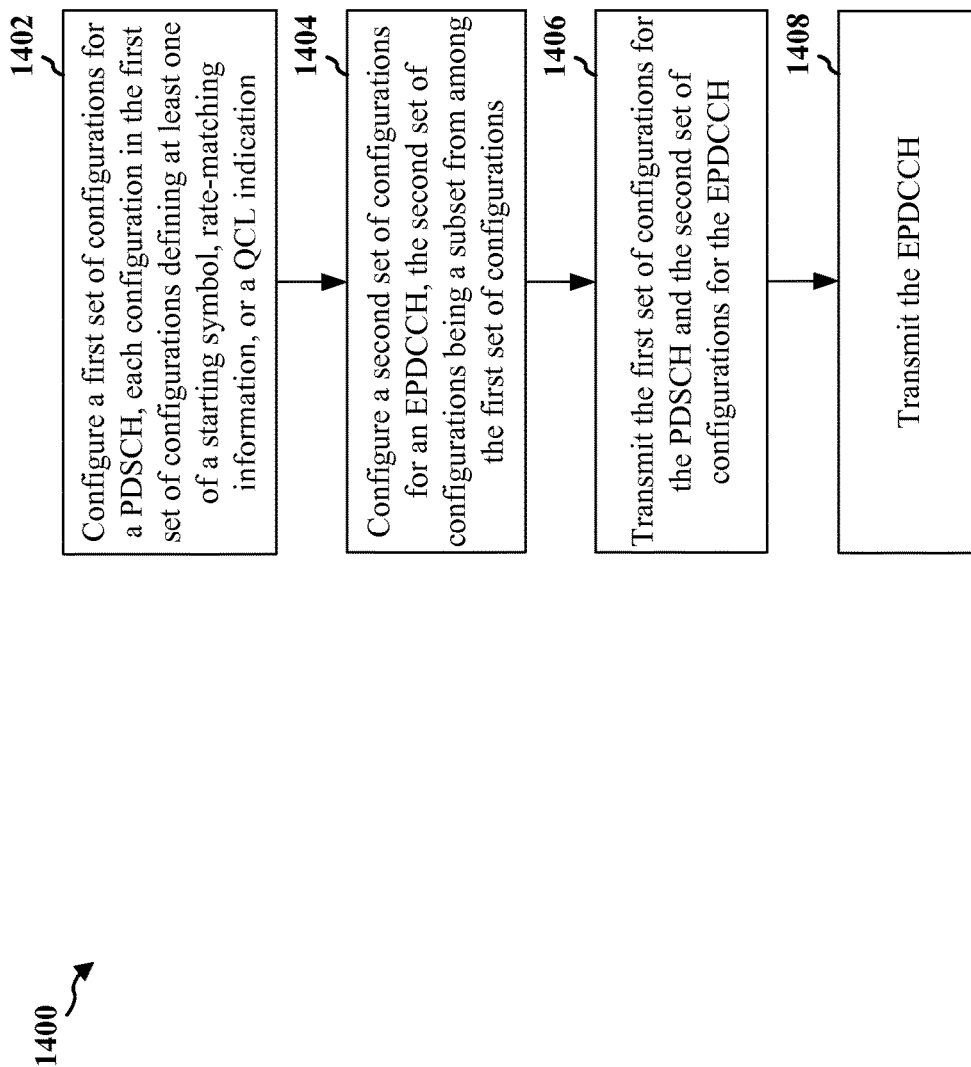 1400
1402
Configure a first set of configurations for
a PDSCH, each configuration in the first
set of configurations defining at least one
of a starting symbol, rate-matching
information, or a QCL indication
1404
Configure a second set of configurations
for an EPDCCH, the second set of
configurations being a subset from among
the first set of configurations
1406
Transmit the first set of configurations for
the PDSCH and the second set of
configurations for the EPDCCH
1408
Transmit the EPDCCH